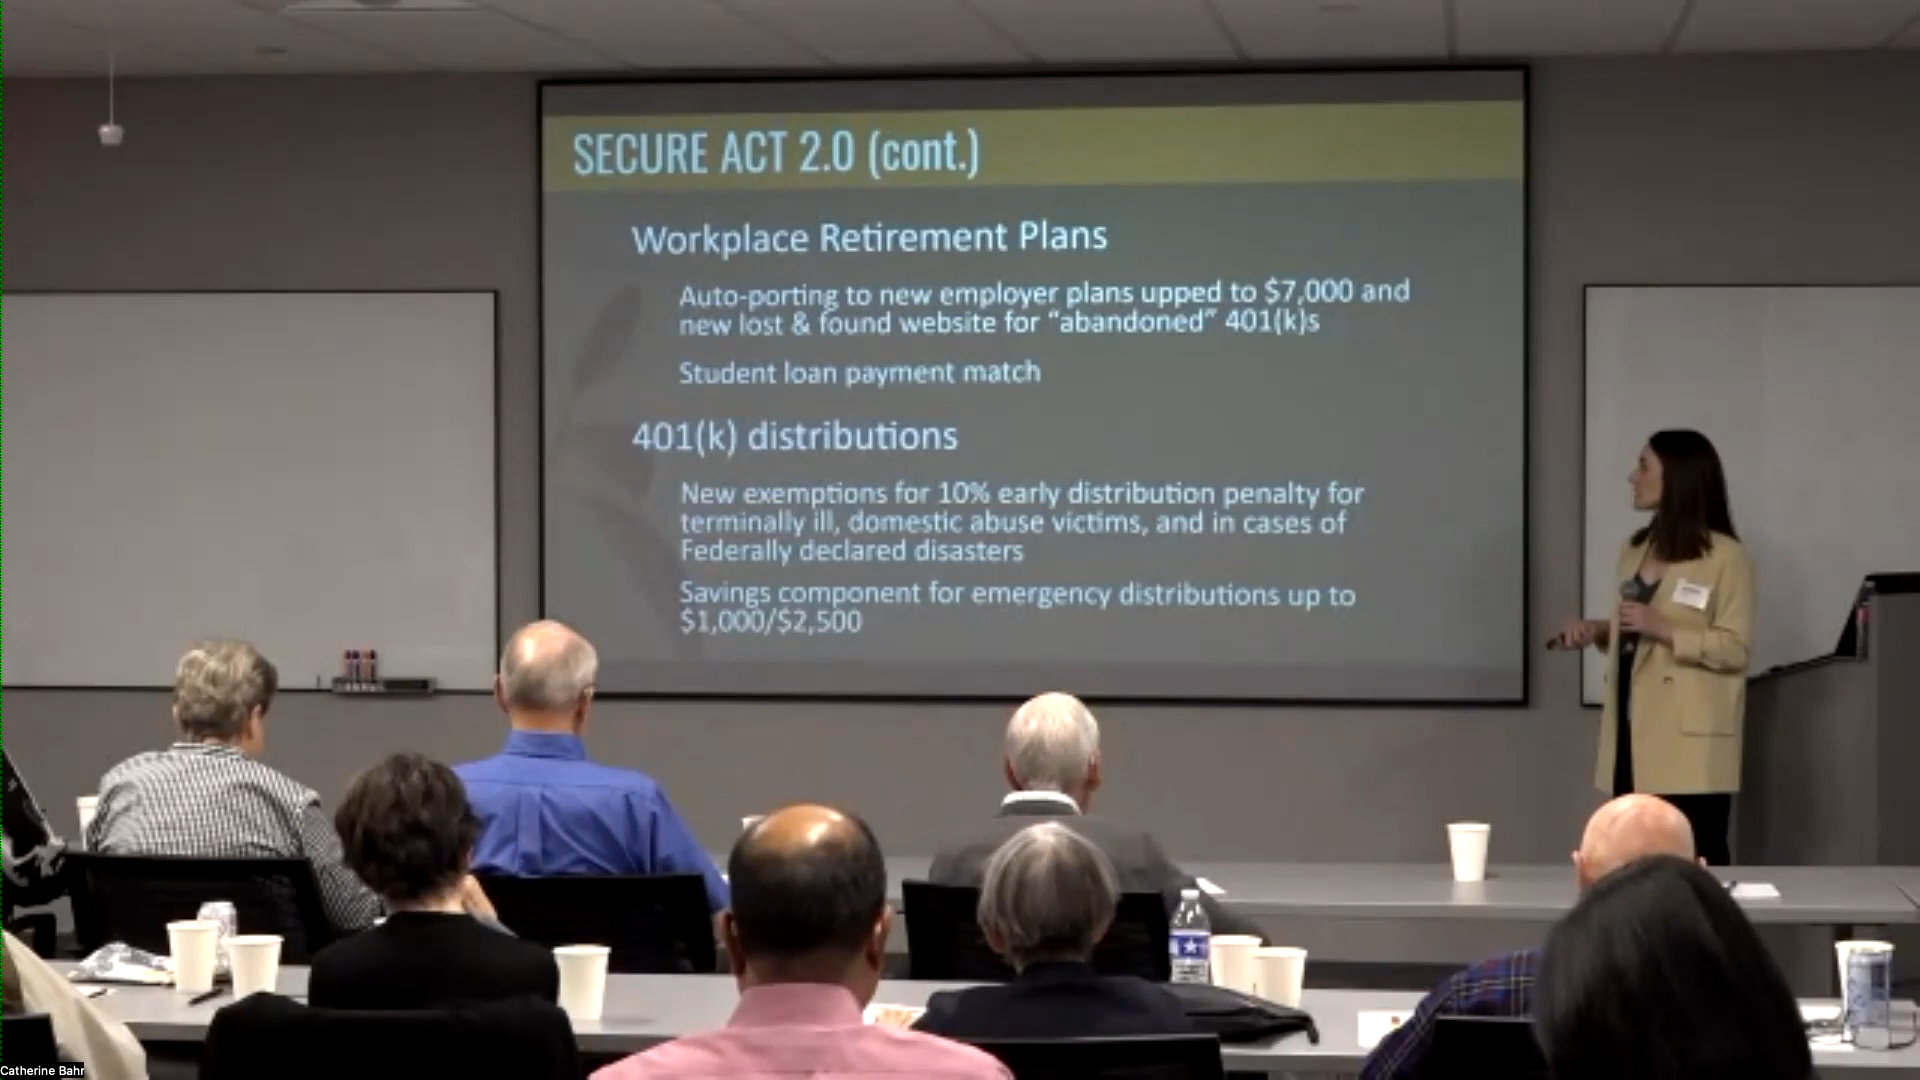 SECURE ACT 2.0 (cont.)
Workplace Retirement Plans
Auto-porting to new employer plans upped to $7,000 and
new lost & found website for “abandoned” 401(k)s
Student loan payment match
401(k) distributions
New exemptions for 10% early distribution penalty for
terminally ill, domestic abuse victims, and in cases of
Federally declared disasters
Savings component for emergency distributions up to
$1,000/$2,500
Catherine Bahr